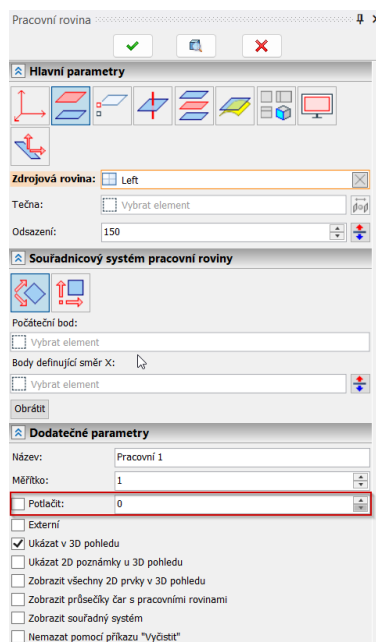 Pracovní rovina
Hlavní parametry
Zdrojová rovina: Left
Tečna: Vybrat element
Odsazení: 150
Souřadnicový systém pracovní roviny
Počáteční bod:
Vybrat element
Body definující směr X:
Vybrat element
Obrátit
Dodatečné parametry
Název: Pracovní 1
Měřítko: 1
Potlačit: 0
Externí
Ukázat v 3D pohledu
Ukázat 2D poznámky u 3D pohledu
Zobrazit všechny 2D prvky v 3D pohledu
Zobrazit průsečíky čar s pracovními rovinami
Zobrazit souřadný systém
Nemazat pomocí příkazu "Vyčistit"